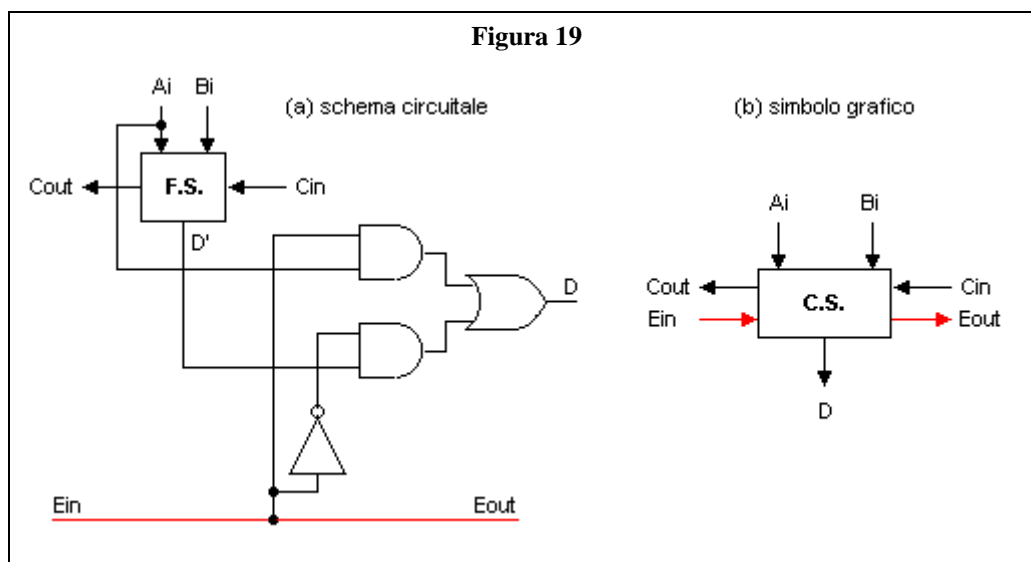 Figura 19
Ai Bi
(a) schema circuitale
(b) simbolo grafico
Cout
F.S.
Cin
D'
D
Ein
Eout
Ai
Bi
Cout
C.S.
Cin
Ein
Eout
D